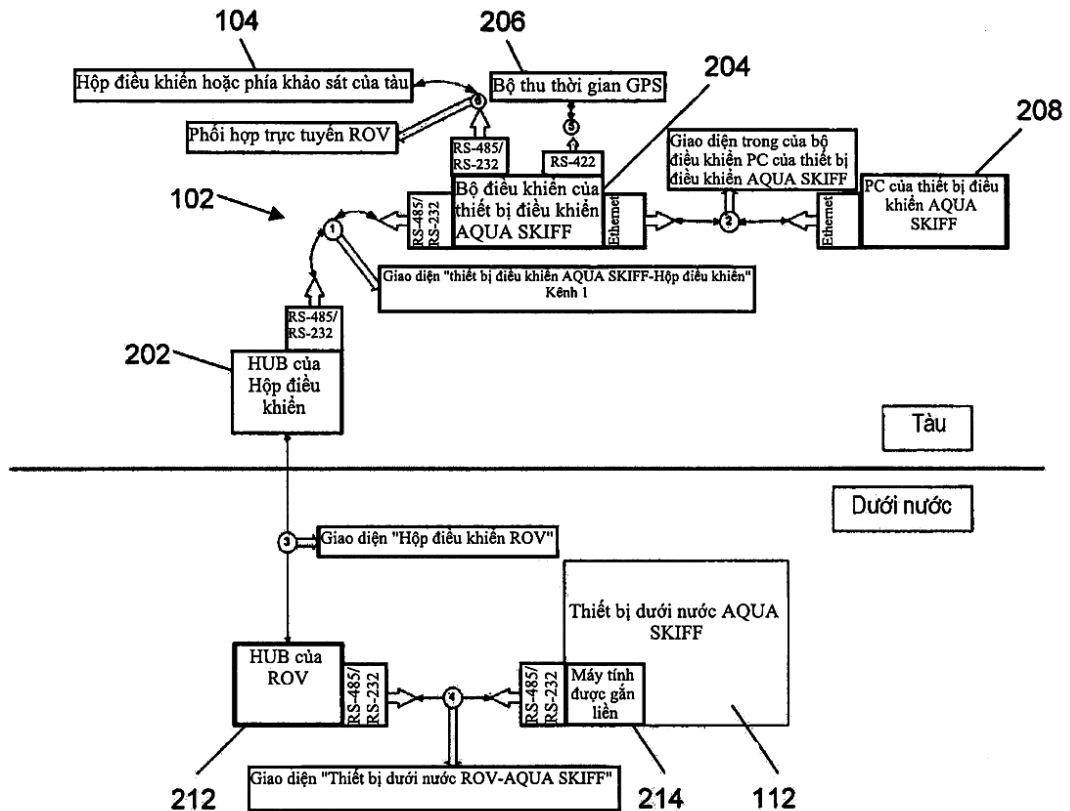 104
206
Hộp điều khiển hoặc phía khảo sát của tàu
Bộ thu thời gian GPS
204
Phối hợp trực tuyến ROV
6
5
208
RS-485/
RS-232
RS-422
Giao diện trong của bộ
điều khiển PC của thiết bị
điều khiển AQUA SKIFF
102
RS-485/
RS-232
Bộ điều khiển của
thiết bị điều khiển
AQUA SKIFF
Ethernet
2
Ethernet
PC của thiết bị điều
khiển AQUA SKIFF
1
Giao diện "thiết bị điều khiển AQUA SKIFF-Hộp điều khiển"
Kênh 1
RS-485/
RS-232
202
HUB của
Hộp điều
khiển
Tàu
Dưới nước
3
Giao diện "Hộp điều khiển ROV"
Thiết bị dưới nước AQUA
SKIFF
HUB của
ROV
RS-485/
RS-232
4
RS-485/
RS-232
Máy tính
được gắn
liền
Giao diện "Thiết bị dưới nước ROV-AQUA SKIFF"
212
214
112